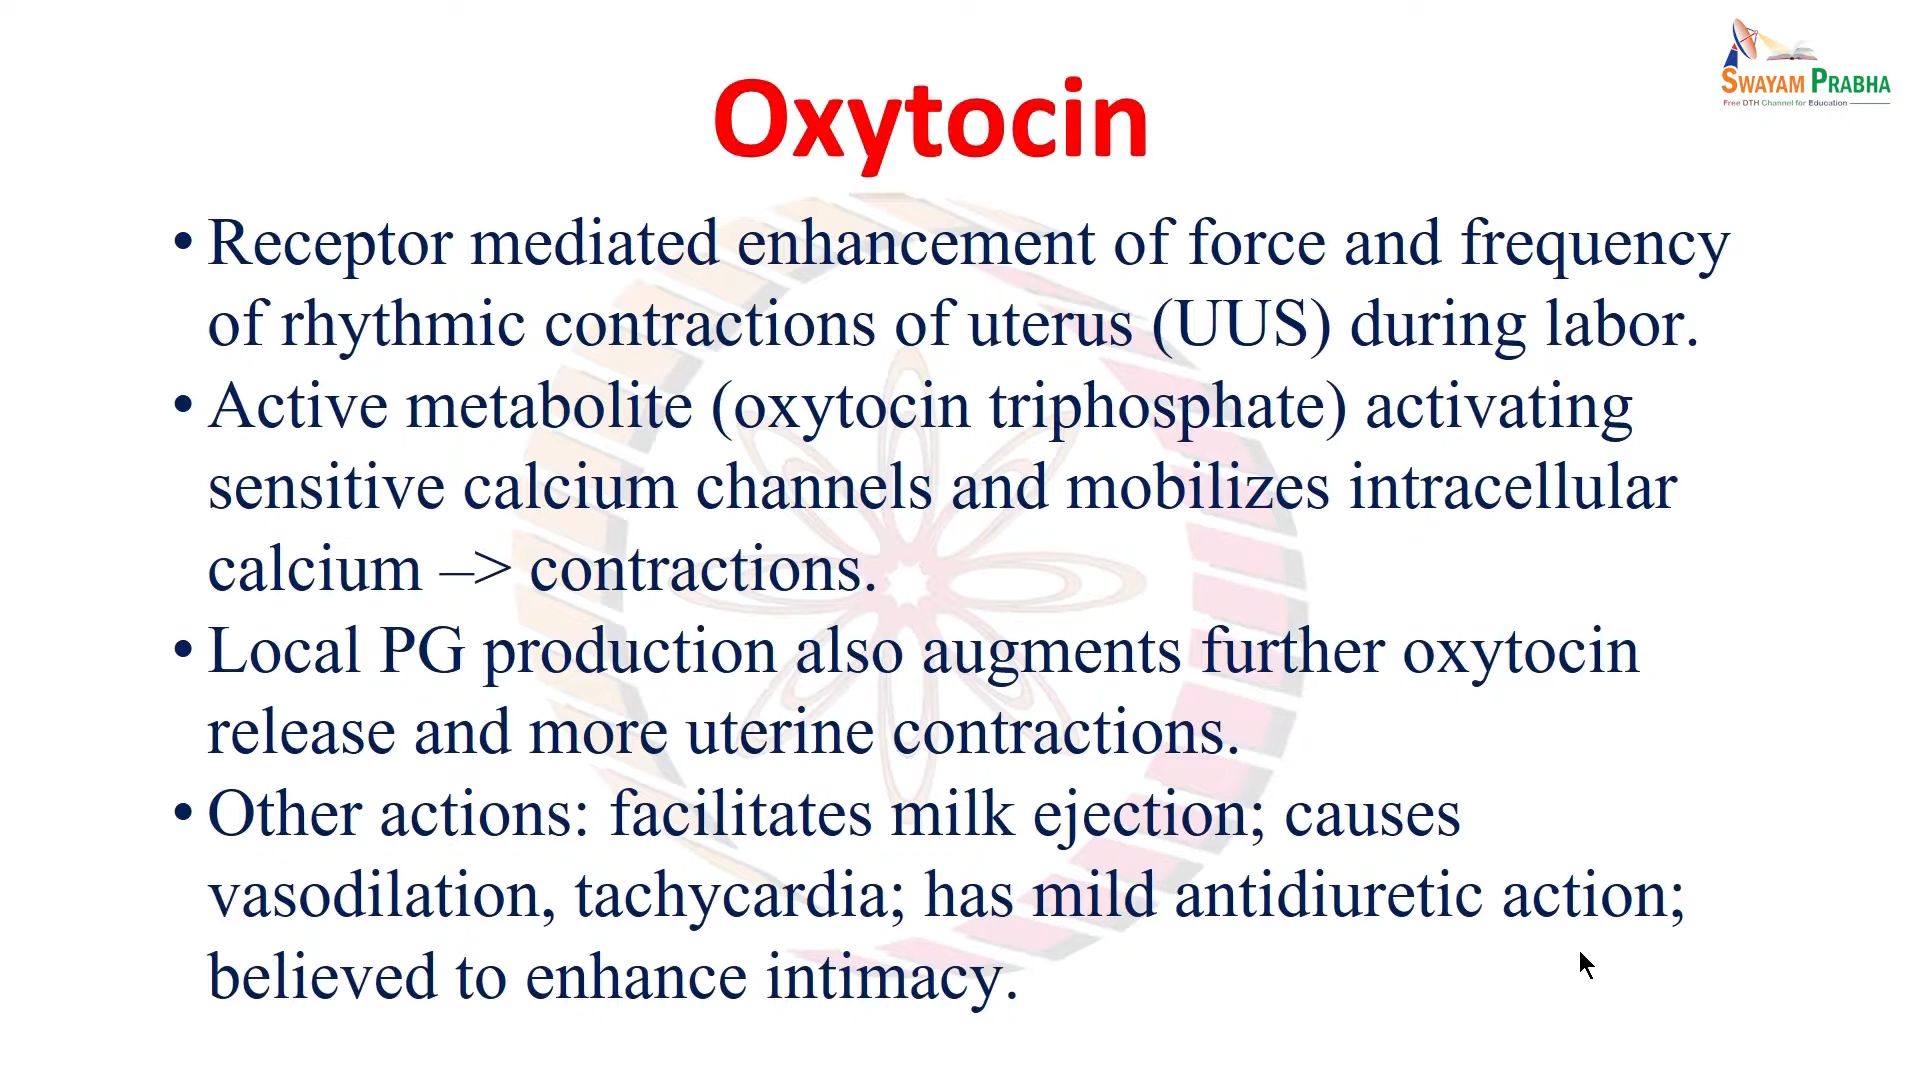 SWAYAM PRABHA
Free DTH Channel for Education
Oxytocin
• Receptor mediated enhancement of force and frequency
of rhythmic contractions of uterus (UUS) during labor.
• Active metabolite (oxytocin triphosphate) activating
sensitive calcium channels and mobilizes intracellular
calcium –> contractions.
• Local PG production also augments further oxytocin
release and more uterine contractions.
• Other actions: facilitates milk ejection; causes
vasodilation, tachycardia; has mild antidiuretic action;
believed to enhance intimacy.